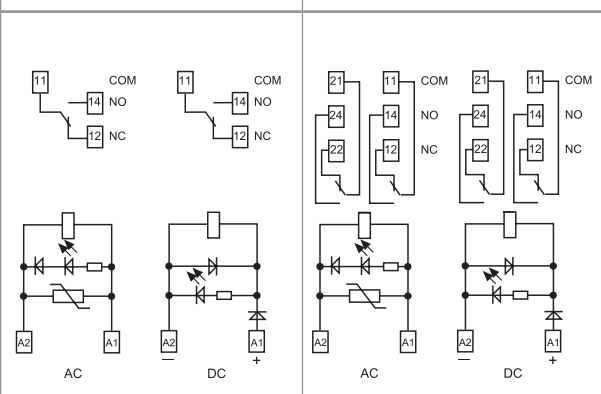 11 COM 11 COM 21 11 COM 21 11 COM
14 NO 14 NO 24 14 NO 24 14 NO
12 NC 12 NC 22 12 NC 22 12 NC
A2 A1 A2 A1 A2 A1 A2 A1
— + — +
AC DC AC DC